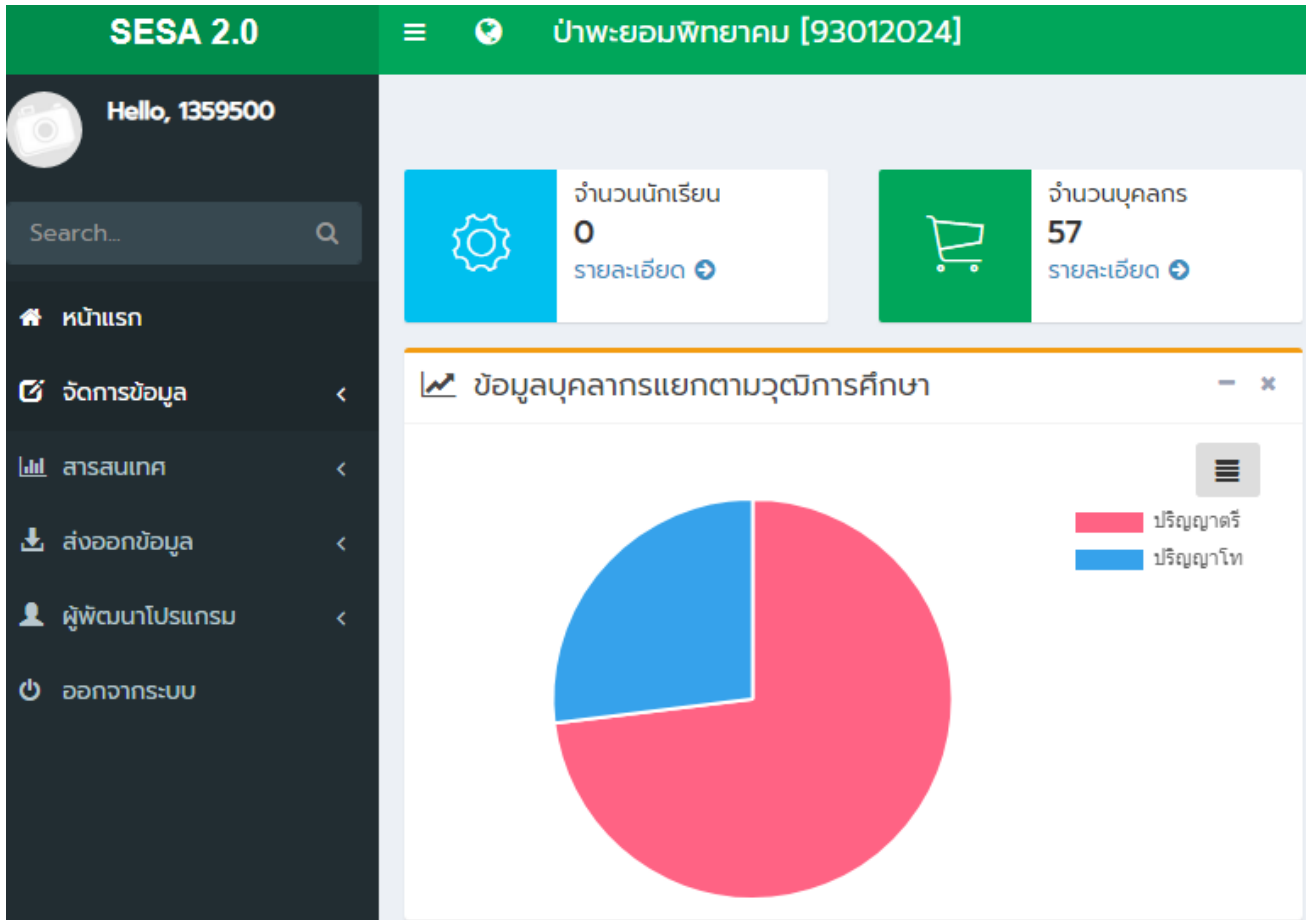 SESA 2.0
ป่าพะยอมพิทยาคม [93012024]
Hello, 1359500
Search...
หน้าแรก
จัดการข้อมูล
สารสนเทศ
ส่งออกข้อมูล
ผู้พัฒนาโปรแกรม
ออกจากระบบ
จำนวนนักเรียน
0
รายละเอียด
จำนวนบุคลกร
57
รายละเอียด
ข้อมูลบุคลากรแยกตามวุฒิการศึกษา
ปริญญาตรี
ปริญญาโท